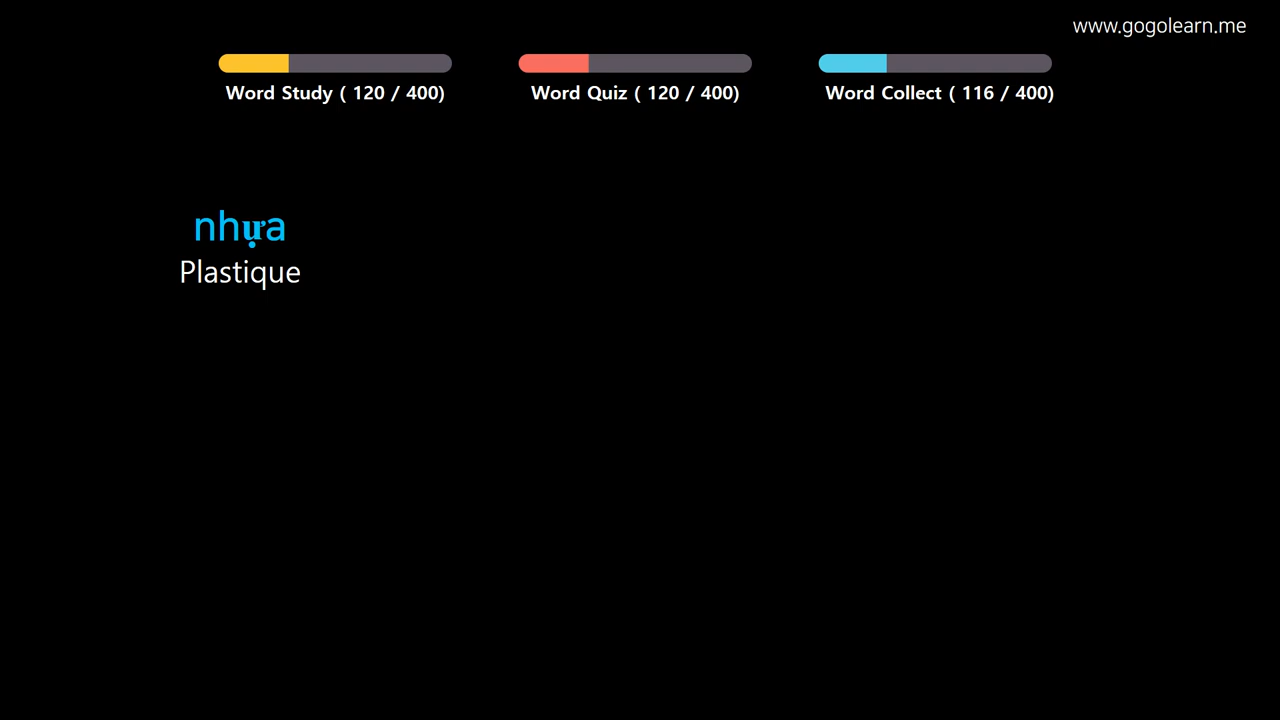 www.gogolearn.me
Word Study ( 120 / 400)
Word Quiz ( 120 / 400)
Word Collect ( 116 / 400)
nhựa
Plastique